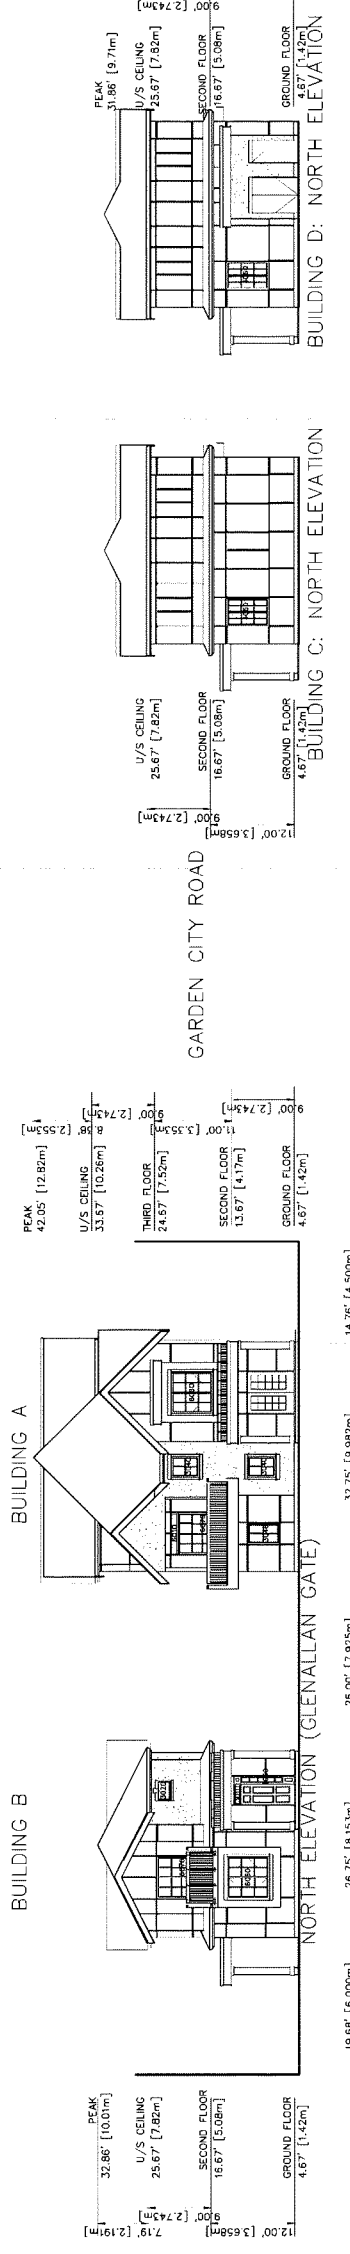 BUILDING B
BUILDING A
PEAK
32.86' [10.01m]
U/S CEILING
25.67' [7.82m]
SECOND FLOOR
16.67' [5.08m]
GROUND FLOOR
4.67' [1.42m]
7.19' [2.191m]
9.00' [2.743m]
12.00' [3.658m]
NORTH ELEVATION (GLENALLAN GATE)
PEAK
42.05' [12.82m]
U/S CEILING
33.67' [10.26m]
THIRD FLOOR
24.67' [7.52m]
SECOND FLOOR
13.67' [4.17m]
GROUND FLOOR
4.67' [1.42m]
8.38' [2.553m]
9.00' [2.743m]
11.00' [3.353m]
9.00' [2.743m]
19.68' [6.000m]
26.75' [8.153m]
26.00' [7.925m]
32.75' [9.982m]
14.76' [4.500m]
GARDEN CITY ROAD
U/S CEILING
25.67' [7.82m]
SECOND FLOOR
16.67' [5.08m]
GROUND FLOOR
4.67' [1.42m]
9.00' [2.743m]
12.00' [3.658m]
BUILDING C: NORTH ELEVATION
PEAK
31.86' [9.71m]
U/S CEILING
25.67' [7.82m]
SECOND FLOOR
16.67' [5.08m]
GROUND FLOOR
4.67' [1.42m]
9.00' [2.743m]
BUILDING D: NORTH ELEVATION